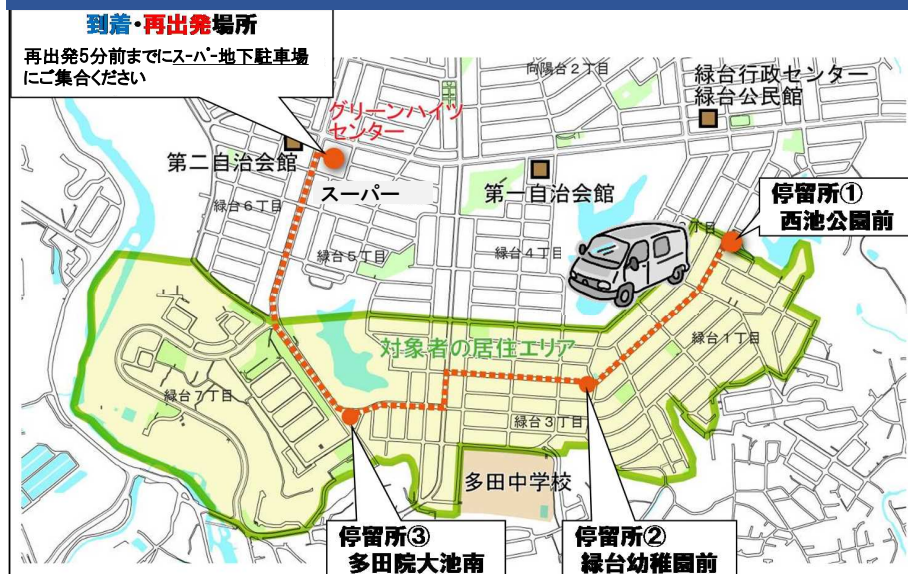 到着・再出発場所
再出発5分前までにスーパー地下駐車場
にご集合ください
向陽台2丁目
緑台行政センター
緑台公民館
グリーンハイツ
センター
第二自治会館
スーパー
第一自治会館
停留所①
西池公園前
緑台6丁目
緑台5丁目
緑台4丁目
丁目
緑台1丁目
対象者の居住エリア
緑台7丁目
緑台3丁目
多田中学校
停留所③
多田院大池南
停留所②
緑台幼稚園前